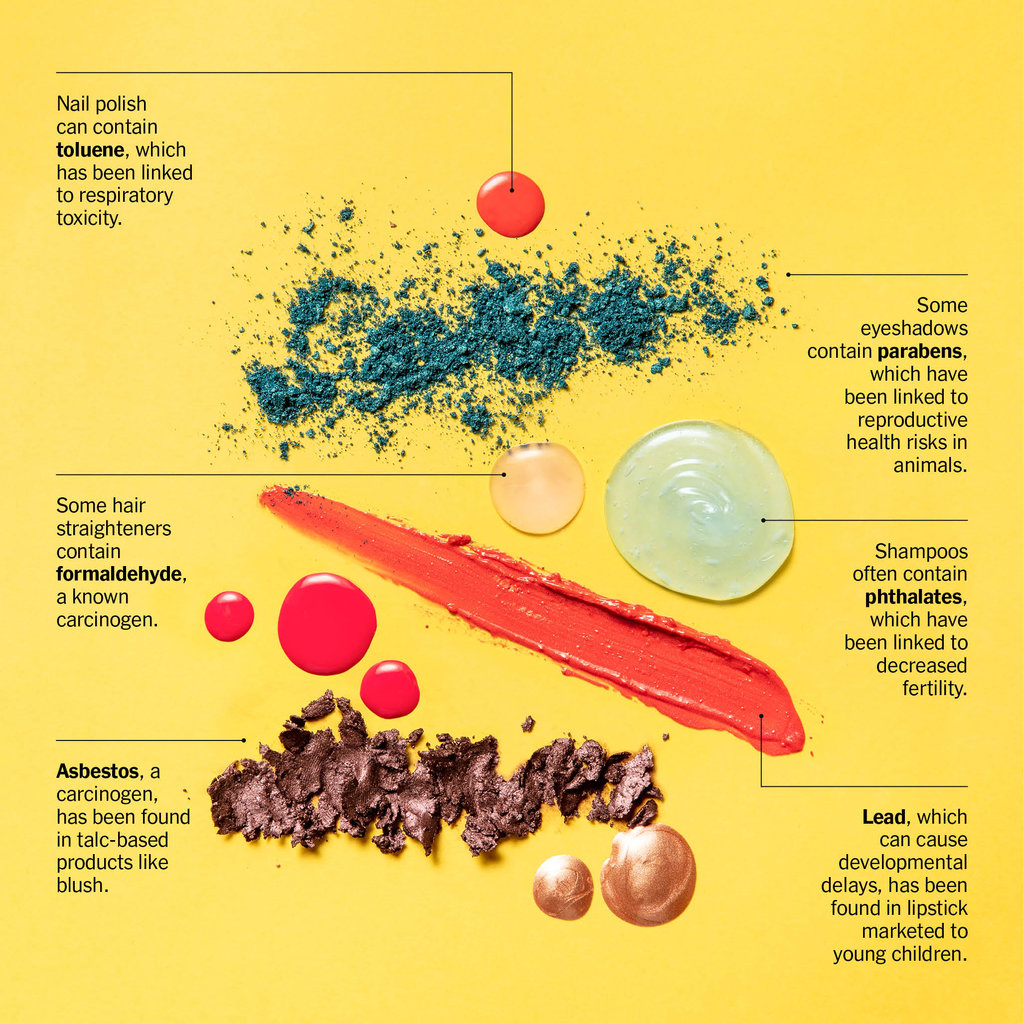 Nail polish
can contain
toluene, which
has been linked
to respiratory
toxicity.
Some
eyeshadows
contain parabens,
which have
been linked to
reproductive
health risks in
animals.
Some hair
straighteners
contain
formaldehyde,
a known
carcinogen.
Shampoos
often contain
phthalates,
which have
been linked to
decreased
fertility.
Asbestos, a
carcinogen,
has been found
in talc-based
products like
blush.
Lead, which
can cause
developmental
delays, has been
found in lipstick
marketed to
young children.